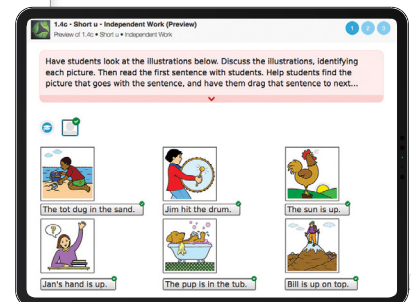 1.4c • Short u - Independent Work (Preview)
Preview of 1.4c • Short u • Independent Work
1 2 3
Have students look at the illustrations below. Discuss the illustrations, identifying
each picture. Then read the first sentence with students. Help students find the
picture that goes with the sentence, and have them drag that sentence to next...
The tot dug in the sand. Jim hit the drum. The sun is up.
?
Jan's hand is up. The pup is in the tub. Bill is up on top.